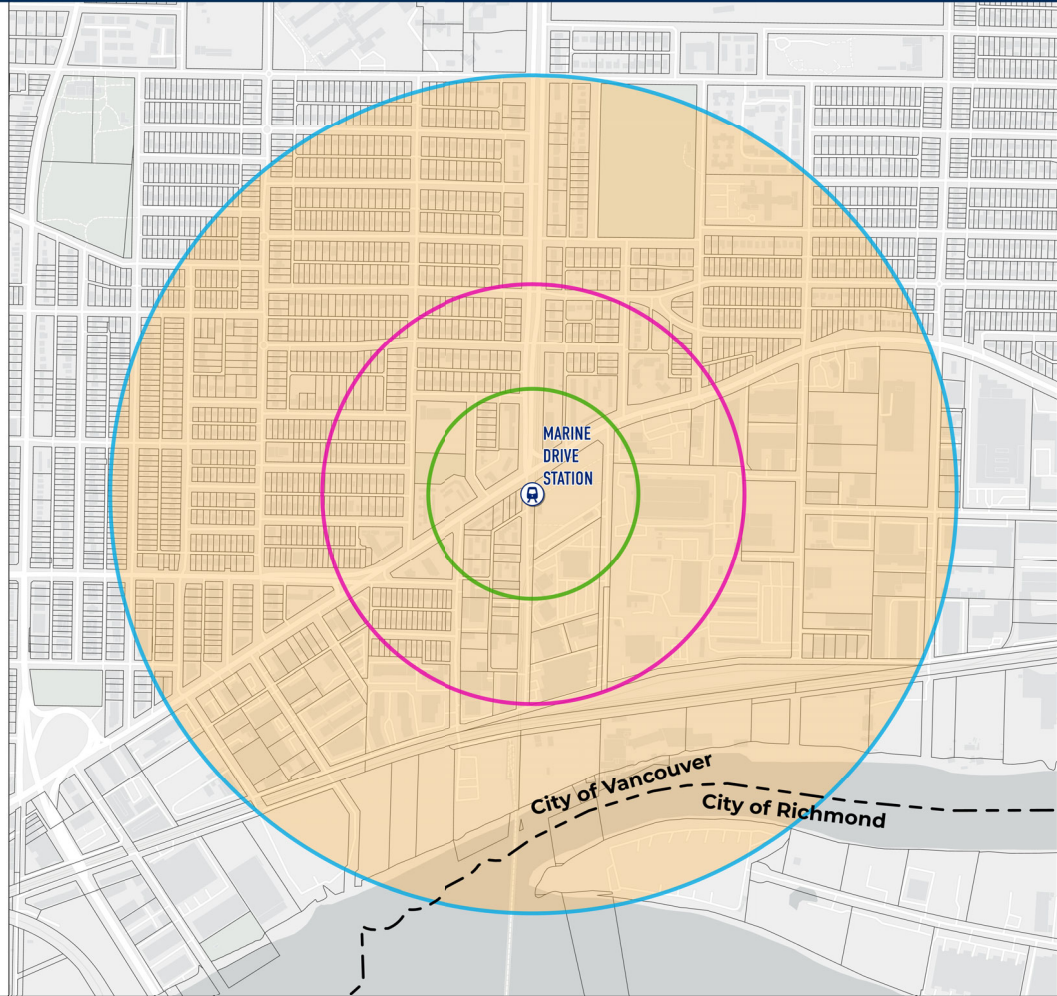 MARINE
DRIVE
STATION
City of Vancouver
City of Richmond